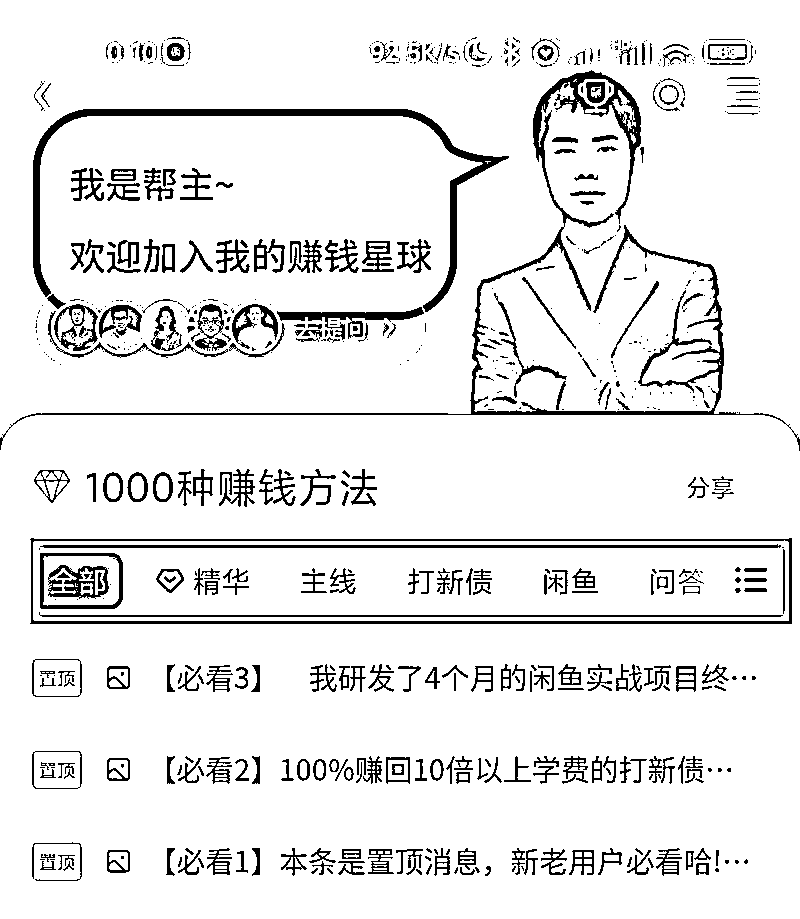 我是帮主~
欢迎加入我的赚钱星球
去提问
1000种赚钱方法
分享
全部 精华 主线 打新债 闲鱼 问答
置顶 【必看3】 我研发了4个月的闲鱼实战项目终…
置顶 【必看2】100%赚回10倍以上学费的打新债…
置顶 【必看1】本条是置顶消息，新老用户必看哈!…